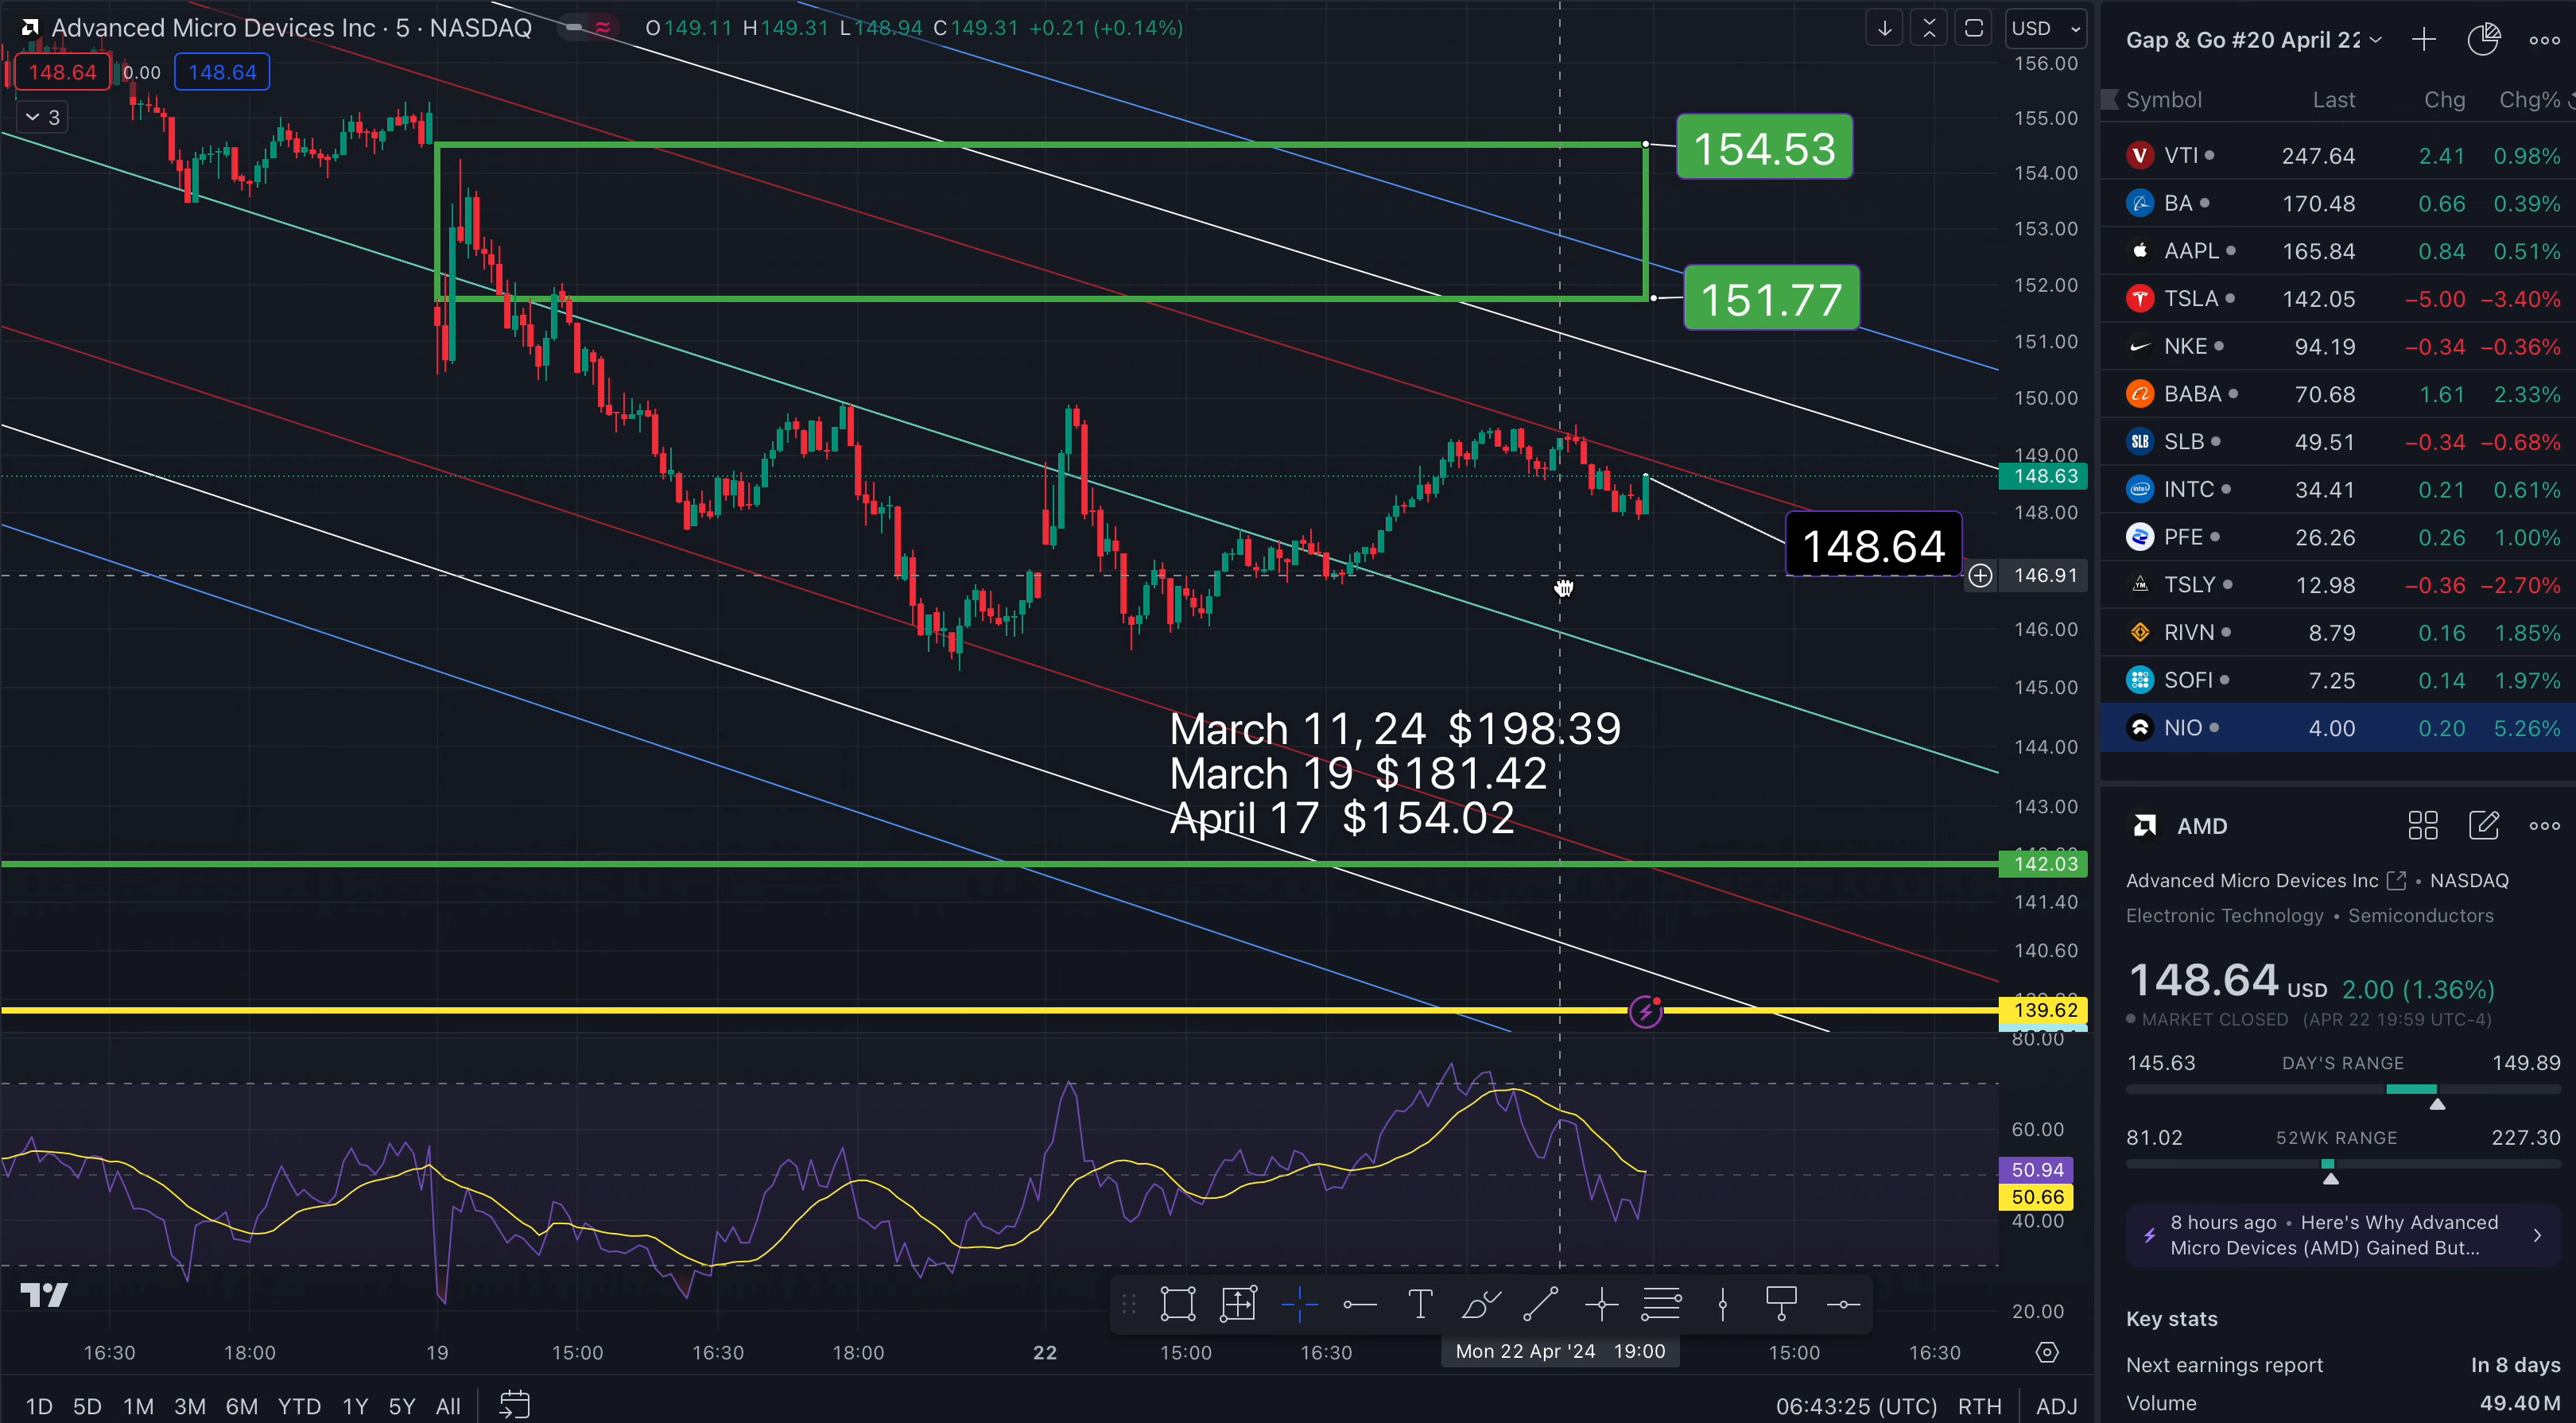 Advanced Micro Devices Inc · 5 · NASDAQ
O149.11 H149.31 L148.94 C149.31 +0.21 (+0.14%)
USD
148.64 0.00 148.64
3
156.00
155.00
154.00
153.00
152.00
151.00
150.00
149.00
148.63
148.00
146.91
146.00
145.00
144.00
143.00
142.03
141.40
140.60
139.62
80.00
60.00
50.94
50.66
40.00
20.00
154.53
151.77
148.64
March 11, 24 $198.39
March 19 $181.42
April 17 $154.02
16:30 18:00 19 15:00 16:30 18:00 22 15:00 16:30 Mon 22 Apr '24 19:00 15:00 16:30
1D 5D 1M 3M 6M YTD 1Y 5Y All
06:43:25 (UTC) RTH ADJ
Gap & Go #20 April 22
Symbol Last Chg Chg%
VTI 247.64 2.41 0.98%
BA 170.48 0.66 0.39%
AAPL 165.84 0.84 0.51%
TSLA 142.05 −5.00 −3.40%
NKE 94.19 −0.34 −0.36%
BABA 70.68 1.61 2.33%
SLB SLB 49.51 −0.34 −0.68%
intel INTC 34.41 0.21 0.61%
PFE 26.26 0.26 1.00%
TSLY 12.98 −0.36 −2.70%
RIVN 8.79 0.16 1.85%
SOFI 7.25 0.14 1.97%
NIO 4.00 0.20 5.26%
AMD
Advanced Micro Devices Inc • NASDAQ
Electronic Technology • Semiconductors
148.64 USD 2.00 (1.36%)
MARKET CLOSED (APR 22 19:59 UTC-4)
145.63 DAY'S RANGE 149.89
81.02 52WK RANGE 227.30
8 hours ago • Here's Why Advanced
Micro Devices (AMD) Gained But...
Key stats
Next earnings report In 8 days
Volume 49.40M